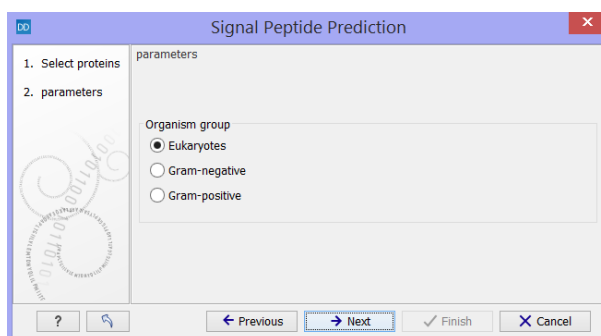 DD
Signal Peptide Prediction
1. Select proteins
2. parameters
parameters
Organism group
Eukaryotes
Gram-negative
Gram-positive
?
Previous
Next
Finish
Cancel